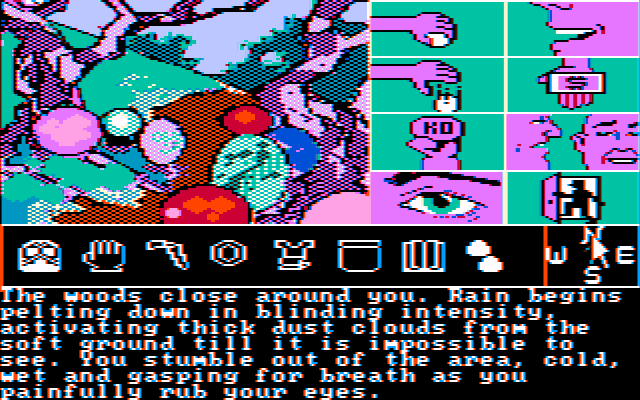 $
KO
N
W E
S
The woods close around you. Rain begins
pelting down in blinding intensity,
activating thick dust clouds from the
soft ground till it is impossible to
see. You stumble out of the area, cold,
wet and gasping for breath as you
painfully rub your eyes.